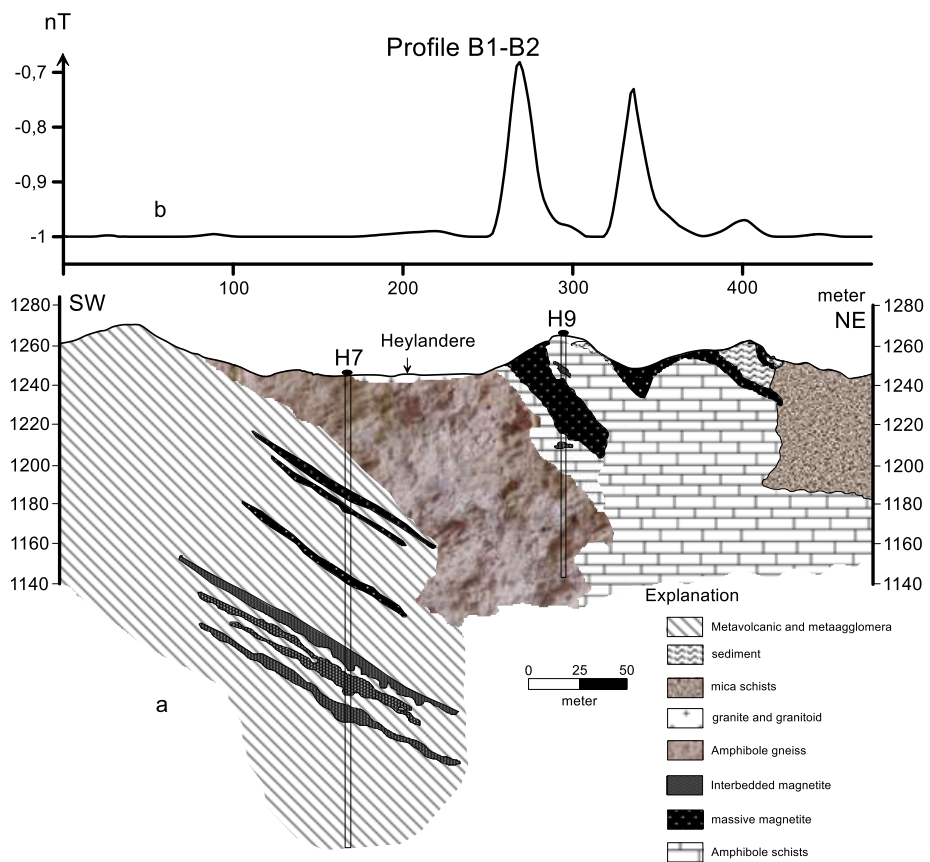 nT
Profile B1-B2
-0,7
-0,8
-0,9
b
-1
100 200 300 400
meter
1280 SW NE 1280
H7 Heylandere H9
1260 1260
1240 1240
1220 1220
1200 1200
1180 1180
1160 1160
1140 1140
a
Explanation
Metavolcanic and metaagglomera
sediment
mica schists
granite and granitoid
Amphibole gneiss
Interbedded magnetite
massive magnetite
Amphibole schists
0 25 50
meter